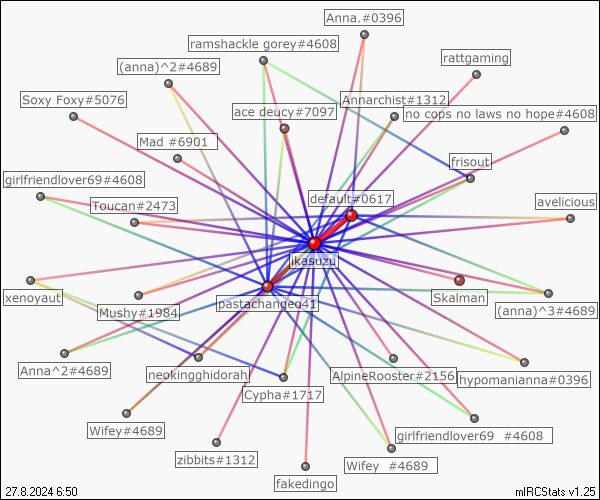 Anna.#0396
ramshackle gorey#4608
rattgaming
(anna)^2#4689
Soxy Foxy#5076
Annarchist#1312
ace deucy#7097
no cops no laws no hope#4608
Mad #6901
frisout
girlfriendlover69#4608
default#0617
avelicious
Toucan#2473
ikasuzu
xenoyaut
Skalman
pastachangeo41
(anna)^3#4689
Mushy#1984
Anna^2#4689
neokingghidorah
AlpineRooster#2156
hypomanianna#0396
Cypha#1717
Wifey#4689
girlfriendlover69 #4608
zibbits#1312
Wifey #4689
fakedingo
27.8.2024 6:50
mIRCStats v1.25